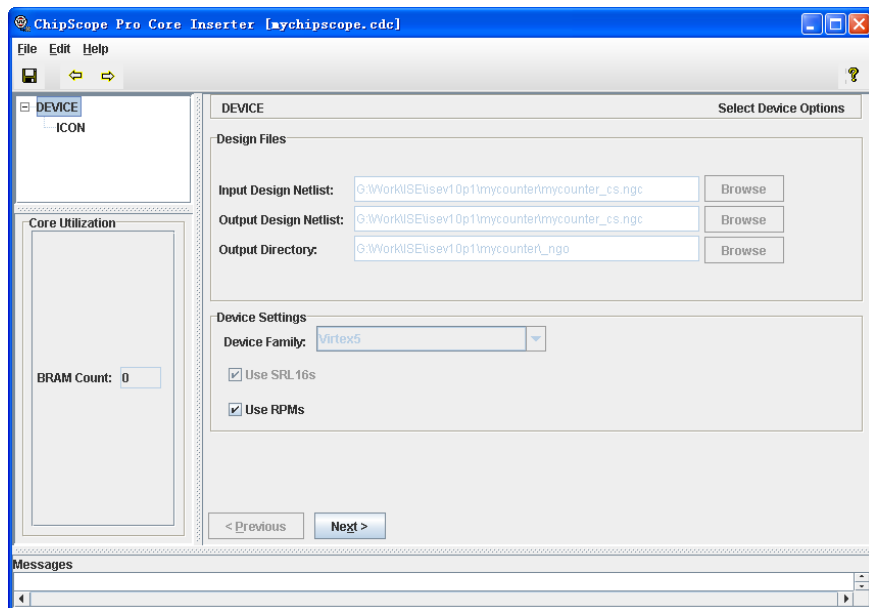 ChipScope Pro Core Inserter [mychipscope.cdc]
File Edit Help
DEVICE
ICON
DEVICE Select Device Options
Design Files
Input Design Netlist: G:\Work\ISE\isev10p1\mycounter\mycounter_cs.ngc Browse
Output Design Netlist: G:\Work\ISE\isev10p1\mycounter\mycounter_cs.ngc Browse
Output Directory: G:\Work\ISE\isev10p1\mycounter\_ngo Browse
Core Utilization
BRAM Count: 0
Device Settings
Device Family: Virtex5
Use SRL16s
Use RPMs
< Previous Next >
Messages